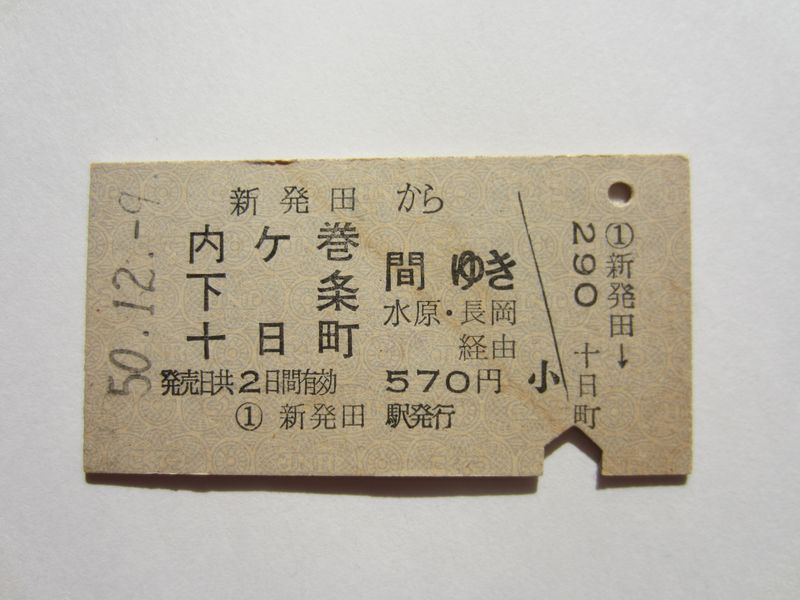 50.12.-9.
新発田 から
内ケ巻
下条
十日町
間 ゆき
水原・長岡
経由
発売日共2日間有効 570円
① 新発田 駅発行
小
①新発田→
290 十日町